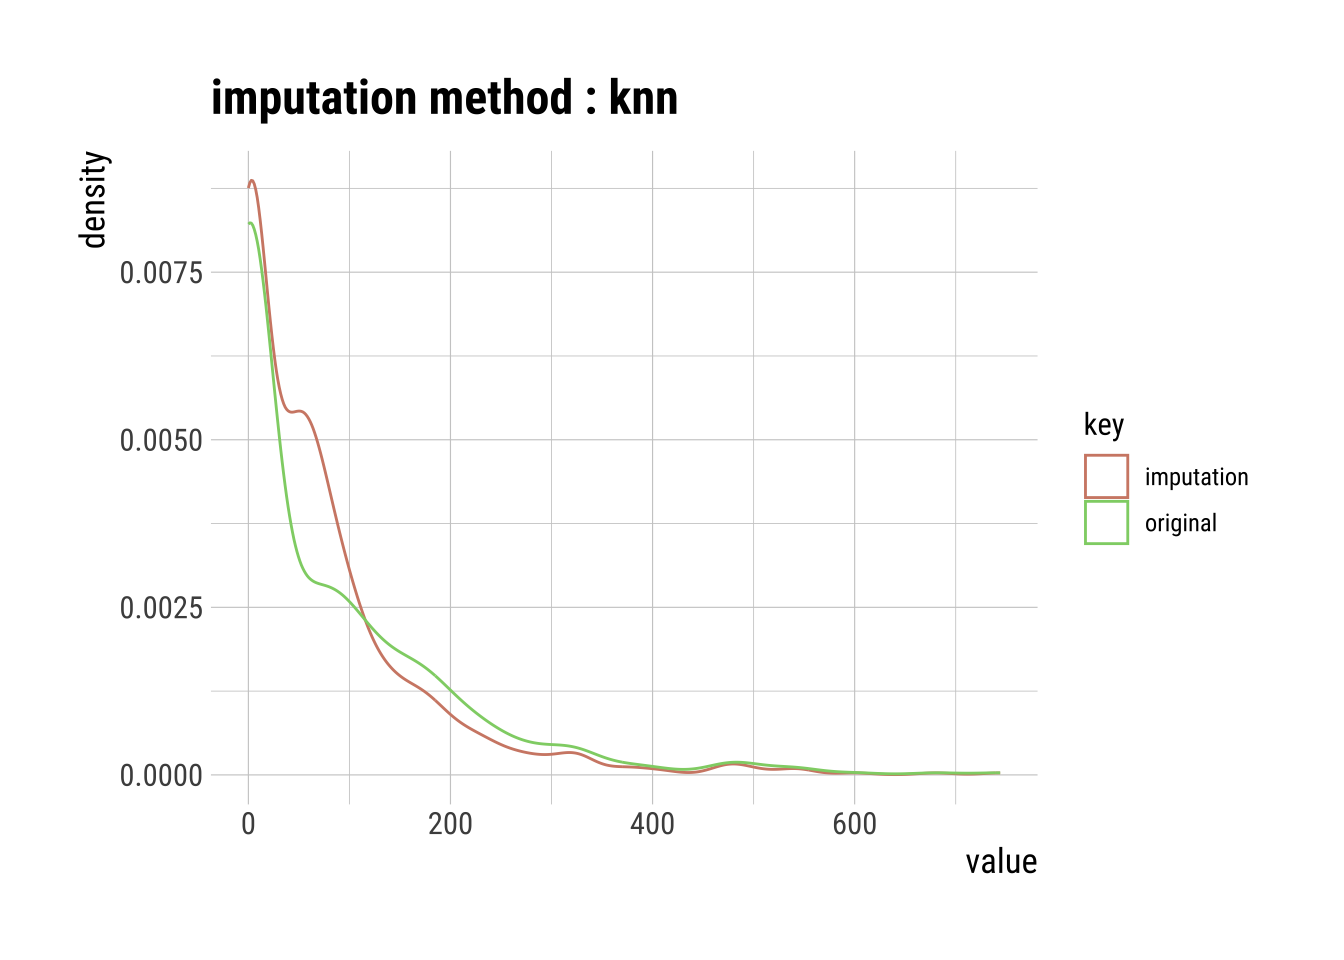 imputation method : knn
density
0.0075
0.0050
0.0025
0.0000
0 200 400 600
value
key
imputation
original